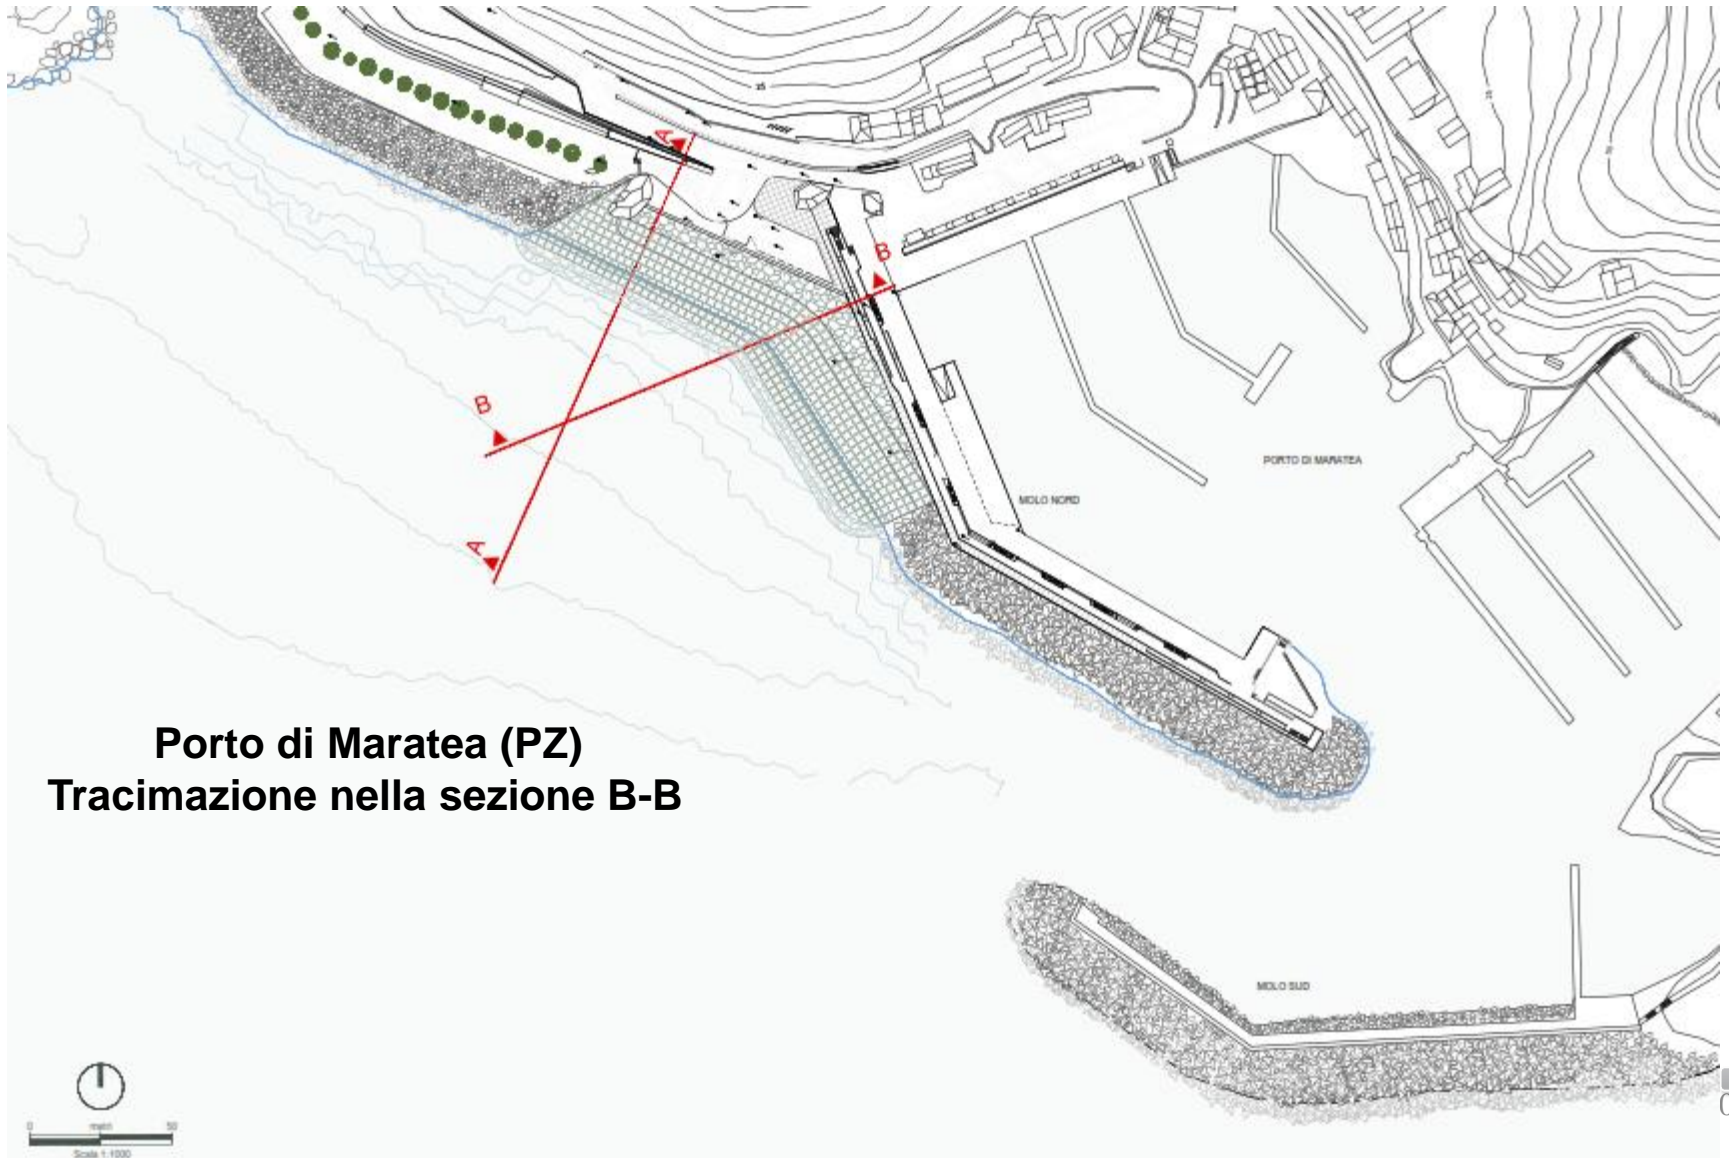 A
B
B
A
PORTO DI MARATEA
MOLO NORD
Porto di Maratea (PZ)
Tracimazione nella sezione B-B
MOLO SUD
0 metri 50
Scala 1:1000